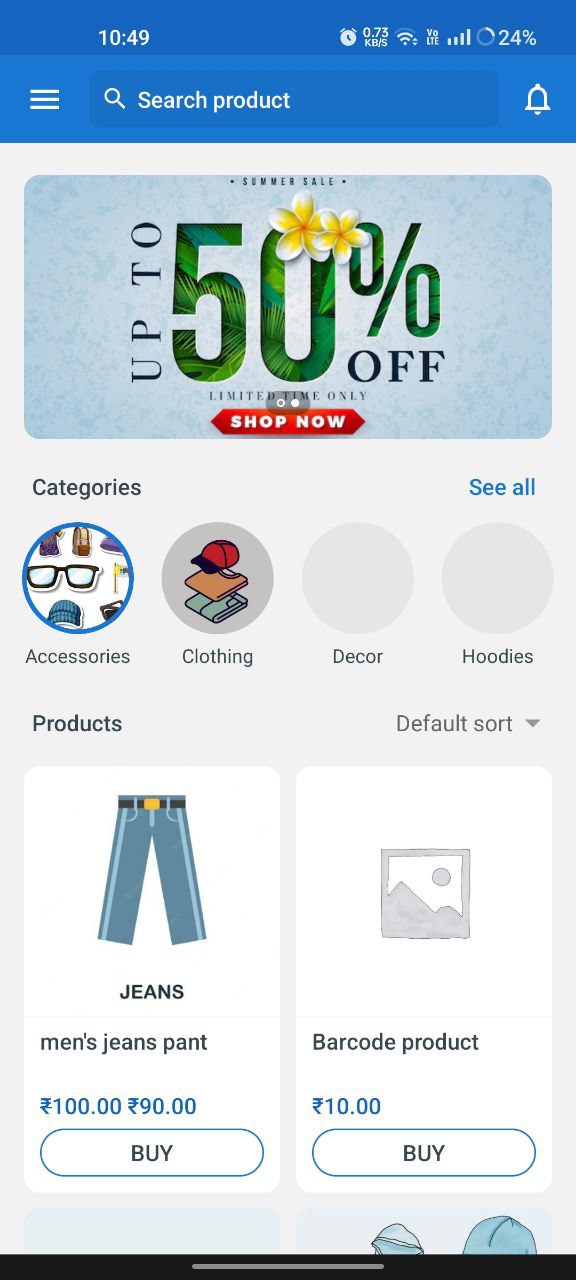 10:49 0.73 KB/S Vo LTE 24%
Search product
• SUMMER SALE •
UP TO
50%
OFF
LIMITED TIME ONLY
SHOP NOW
Categories See all
Accessories Clothing Decor Hoodies
Products Default sort
JEANS
men's jeans pant Barcode product
₹100.00 ₹90.00 ₹10.00
BUY BUY